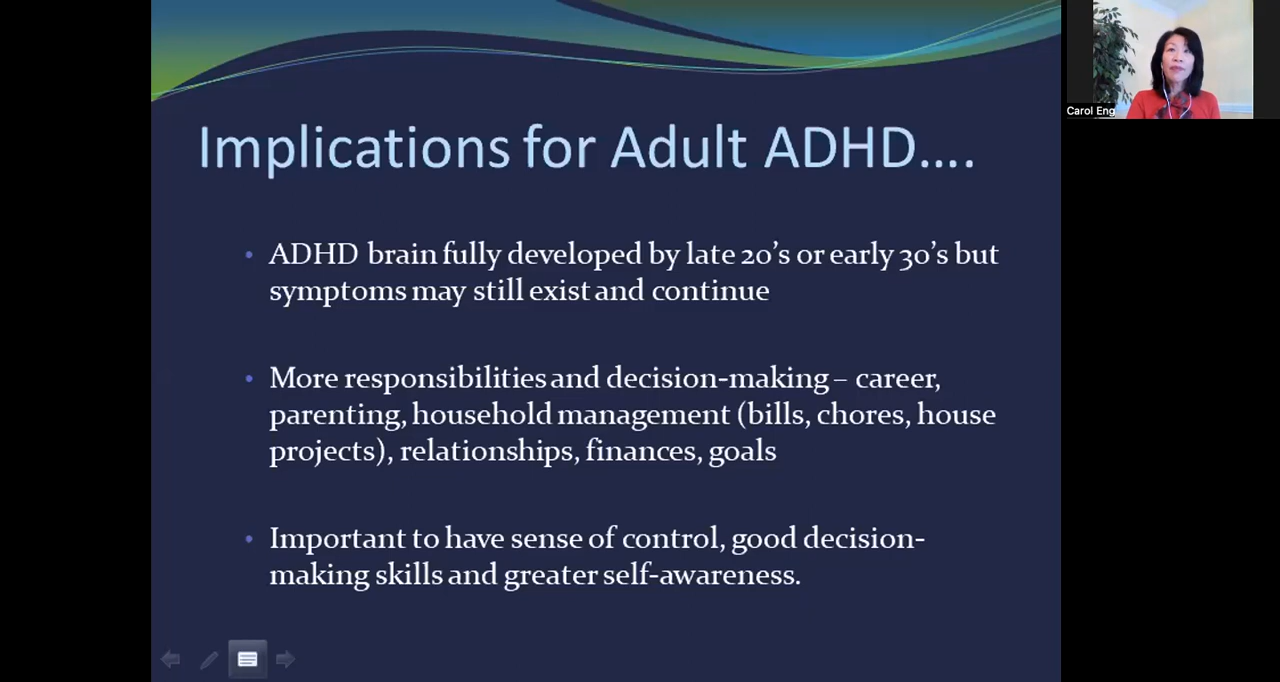 Implications for Adult ADHD....
• ADHD brain fully developed by late 20's or early 30's but
symptoms may still exist and continue
• More responsibilities and decision-making – career,
parenting, household management (bills, chores, house
projects), relationships, finances, goals
• Important to have sense of control, good decision-
making skills and greater self-awareness.
Carol Eng